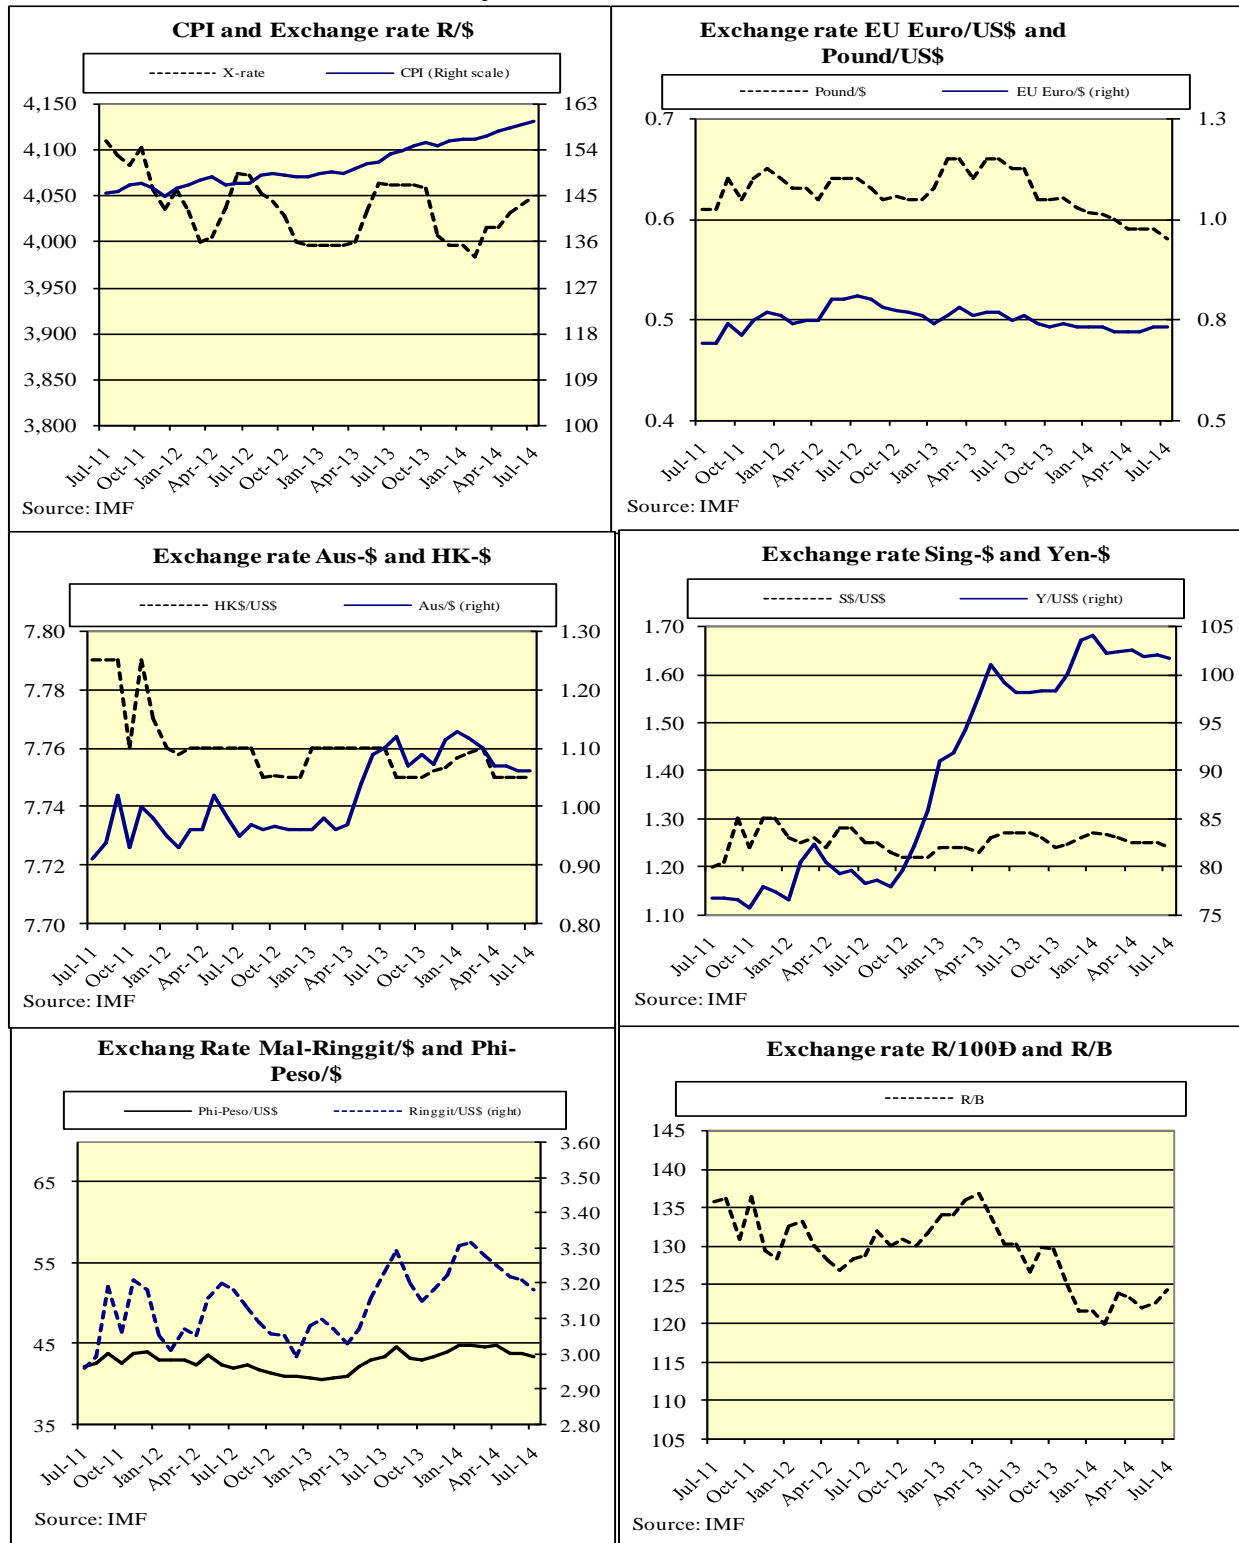 CPI and Exchange rate R/$
X-rate CPI (Right scale)
4,150 163
4,100 154
4,050 145
4,000 136
3,950 127
3,900 118
3,850 109
3,800 100
Jul-11 Oct-11 Jan-12 Apr-12 Jul-12 Oct-12 Jan-13 Apr-13 Jul-13 Oct-13 Jan-14 Apr-14 Jul-14
Source: IMF
Exchange rate EU Euro/US$ and
Pound/US$
Pound/$ EU Euro/$ (right)
0.7 1.3
0.6 1.0
0.5 0.8
0.4 0.5
Jul-11 Oct-11 Jan-12 Apr-12 Jul-12 Oct-12 Jan-13 Apr-13 Jul-13 Oct-13 Jan-14 Apr-14 Jul-14
Source: IMF
Exchange rate Aus-$ and HK-$
HK$/US$ Aus/$ (right)
7.80 1.30
7.78 1.20
7.76 1.10
7.74 1.00
7.72 0.90
7.70 0.80
Jul-11 Oct-11 Jan-12 Apr-12 Jul-12 Oct-12 Jan-13 Apr-13 Jul-13 Oct-13 Jan-14 Apr-14 Jul-14
Source: IMF
Exchange rate Sing-$ and Yen-$
S$/US$ Y/US$ (right)
1.70 105
1.60 100
1.50 95
1.40 90
1.30 85
1.20 80
1.10 75
Jul-11 Oct-11 Jan-12 Apr-12 Jul-12 Oct-12 Jan-13 Apr-13 Jul-13 Oct-13 Jan-14 Apr-14 Jul-14
Source: IMF
Exchang Rate Mal-Ringgit/$ and Phi-
Peso/$
Phi-Peso/US$ Ringgit/US$ (right)
3.60
65 3.50
3.40
3.30
55 3.20
3.10
45 3.00
2.90
35 2.80
Jul-11 Oct-11 Jan-12 Apr-12 Jul-12 Oct-12 Jan-13 Apr-13 Jul-13 Oct-13 Jan-14 Apr-14 Jul-14
Source: IMF
Exchange rate R/100Đ and R/B
R/B
145
140
135
130
125
120
115
110
105
Jul-11 Oct-11 Jan-12 Apr-12 Jul-12 Oct-12 Jan-13 Apr-13 Jul-13 Oct-13 Jan-14 Apr-14 Jul-14
Source: IMF